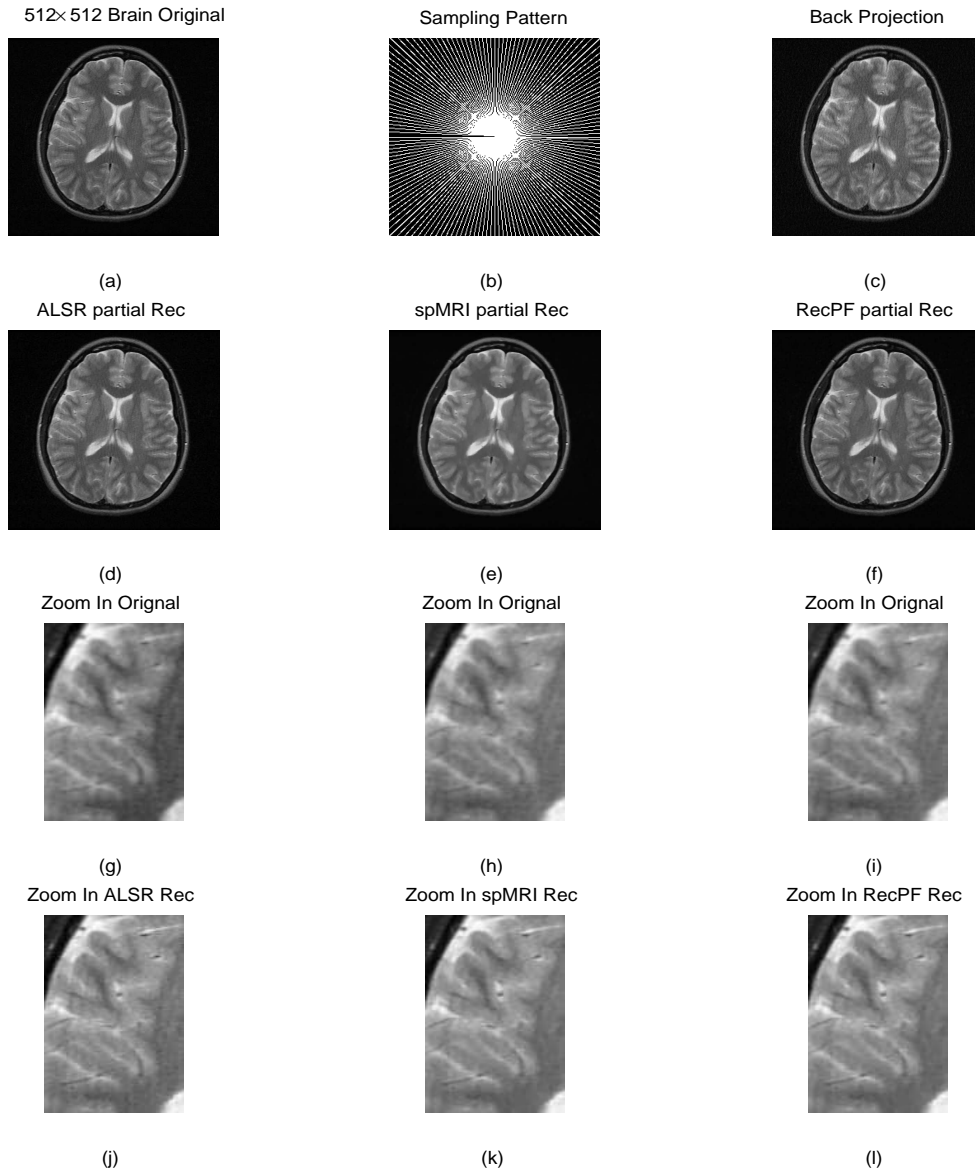 512×512 Brain Original
Sampling Pattern
Back Projection
(a)
(b)
(c)
ALSR partial Rec
spMRI partial Rec
RecPF partial Rec
(d)
(e)
(f)
Zoom In Orignal
Zoom In Orignal
Zoom In Orignal
(g)
(h)
(i)
Zoom In ALSR Rec
Zoom In spMRI Rec
Zoom In RecPF Rec
(j)
(k)
(l)